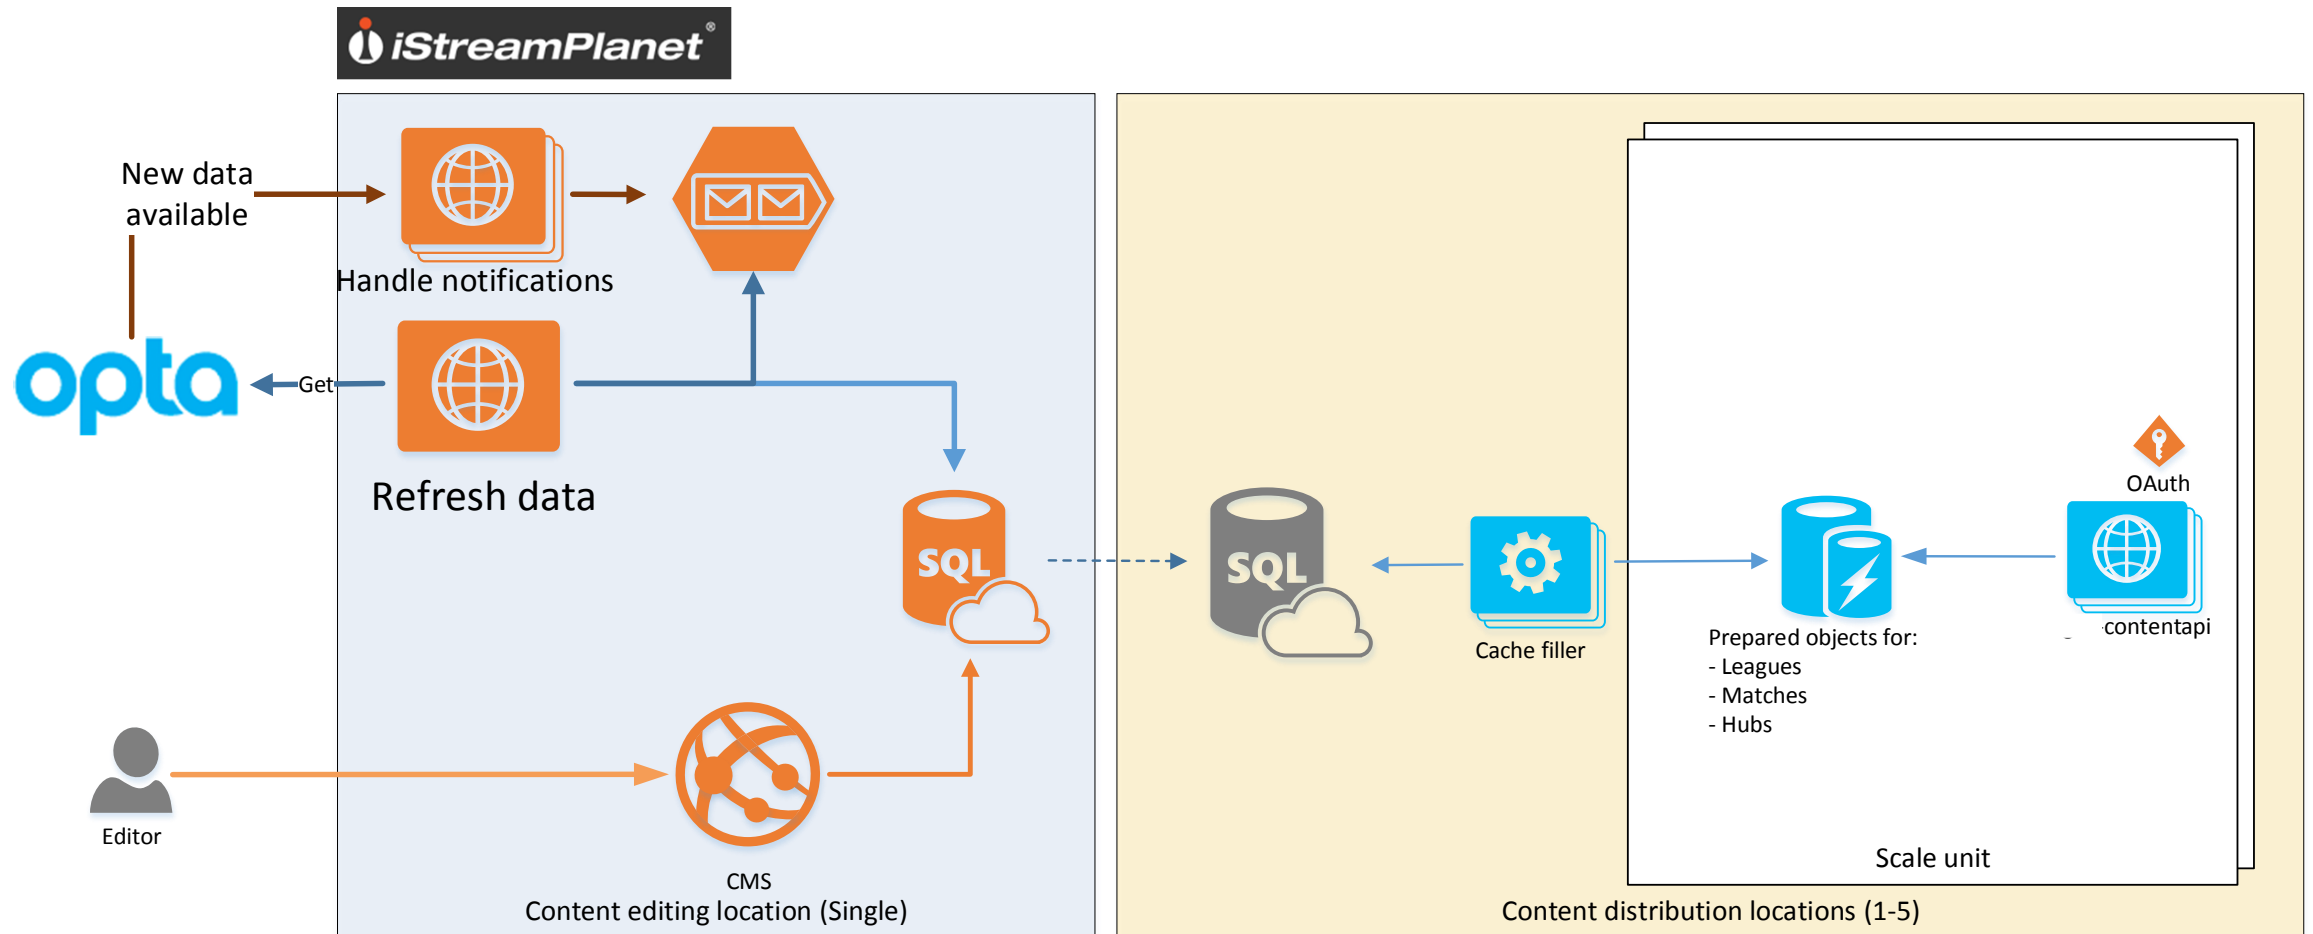 iStreamPlanet®
New data
available
Handle notifications
opta
Get
Refresh data
SQL
Editor
CMS
Content editing location (Single)
SQL
Cache filler
OAuth
-contentapi
Prepared objects for:
- Leagues
- Matches
- Hubs
Scale unit
Content distribution locations (1-5)